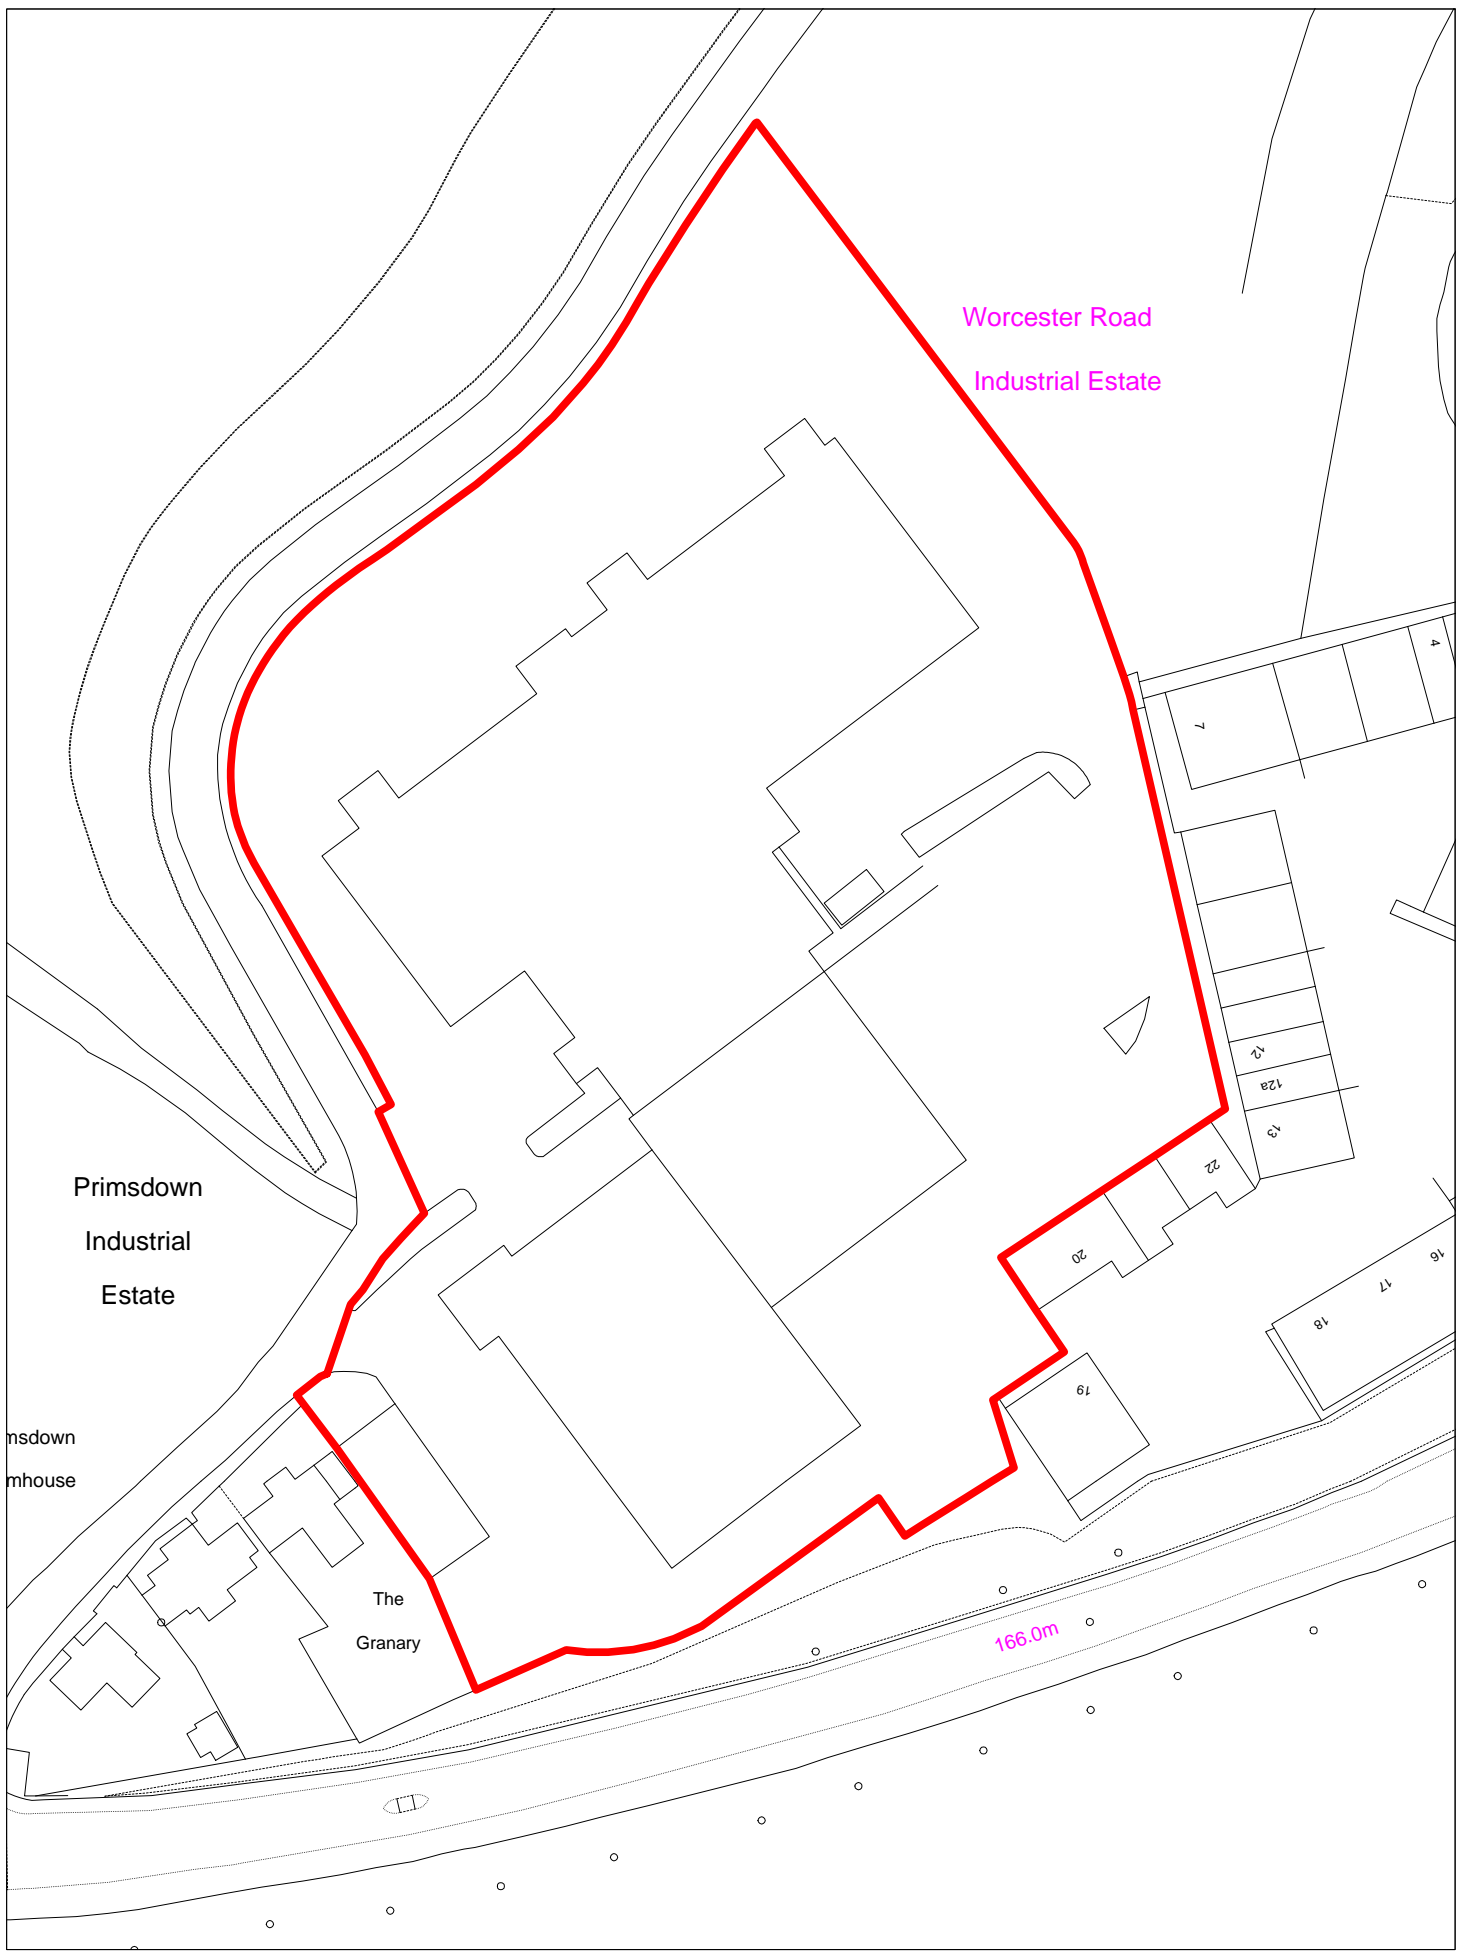 Worcester Road
Industrial Estate
4
7
12
12a
13
22
20
16
17
18
19
Primsdown
Industrial
Estate
msdown
mhouse
The
Granary
166.0m